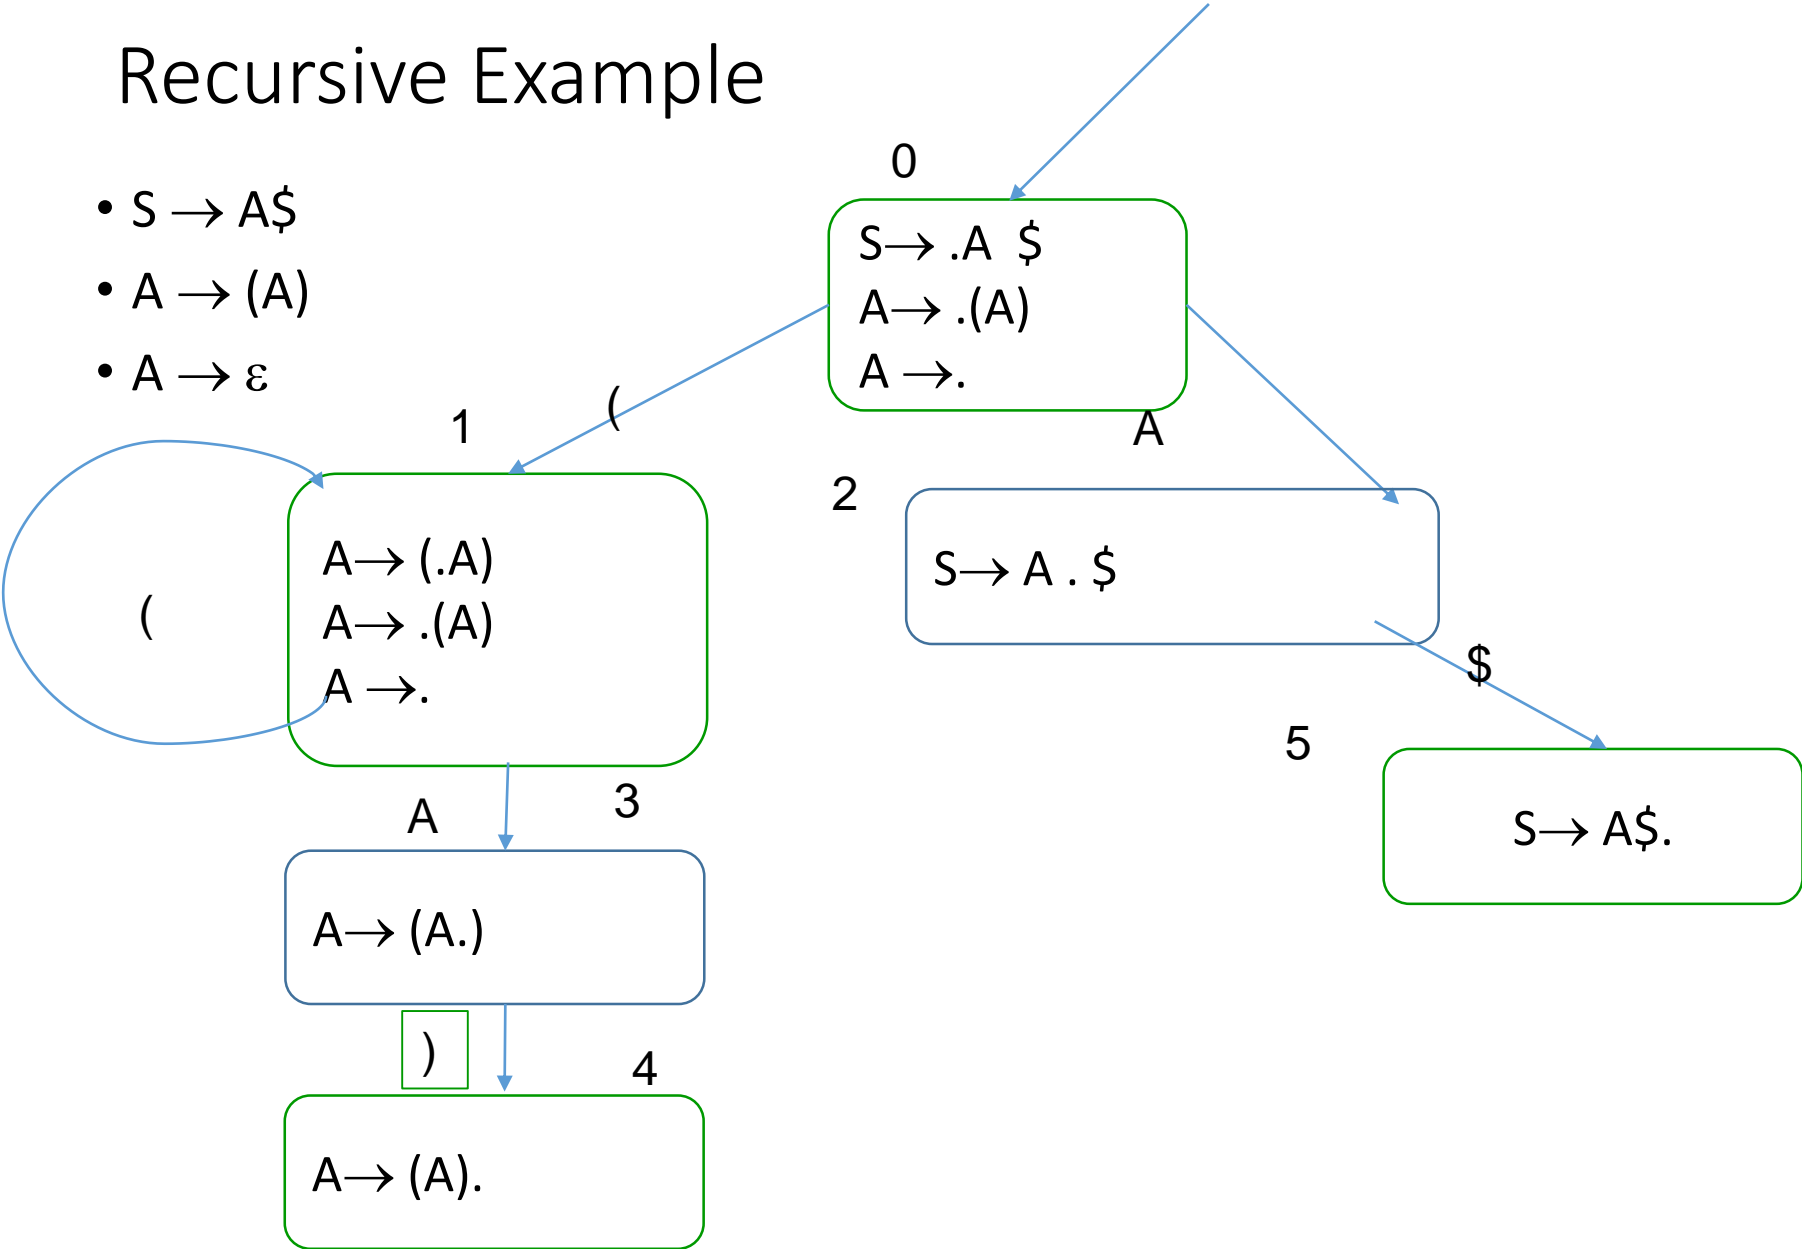 Recursive Example
• S → A$
• A → (A)
• A → ε
0
S→ .A $
A→ .(A)
A →.
(
A
1
A→ (.A)
A→ .(A)
A →.
(
2
S→ A . $
$
5
S→ A$.
A
3
A→ (A.)
)
4
A→ (A).